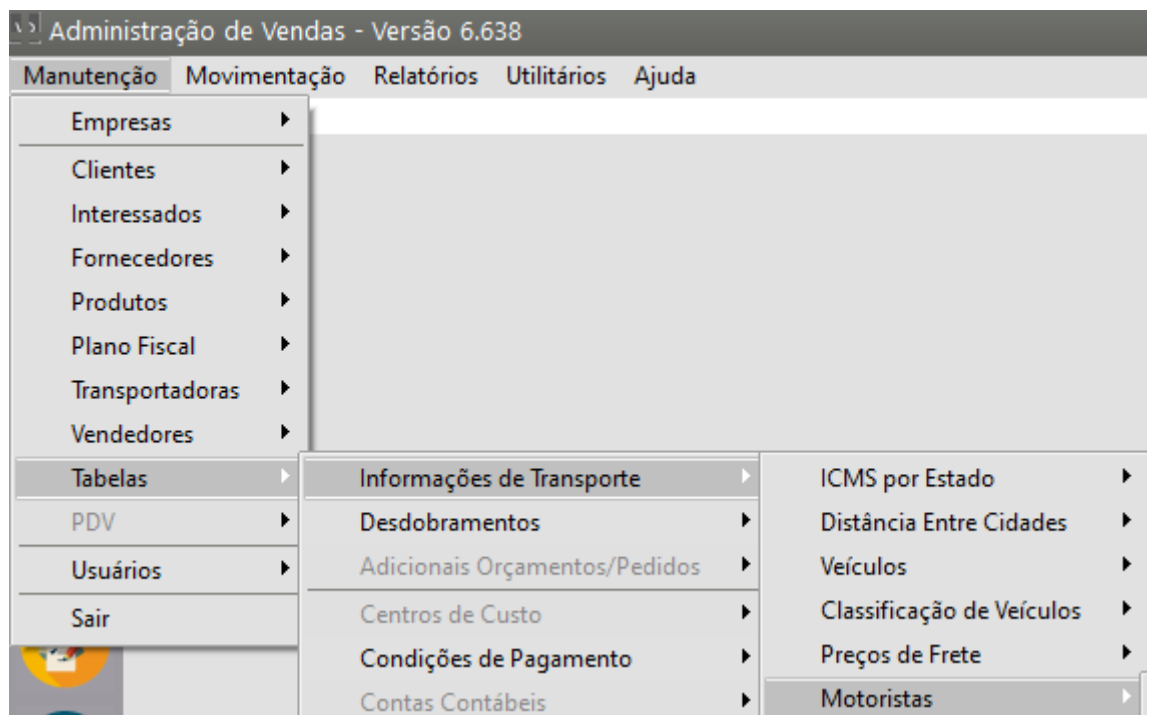 Administração de Vendas - Versão 6.638
Manutenção Movimentação Relatórios Utilitários Ajuda
Empresas
Clientes
Interessados
Fornecedores
Produtos
Plano Fiscal
Transportadoras
Vendedores
Tabelas
PDV
Usuários
Sair
Informações de Transporte
Desdobramentos
Adicionais Orçamentos/Pedidos
Centros de Custo
Condições de Pagamento
Contas Contábeis
ICMS por Estado
Distância Entre Cidades
Veículos
Classificação de Veículos
Preços de Frete
Motoristas